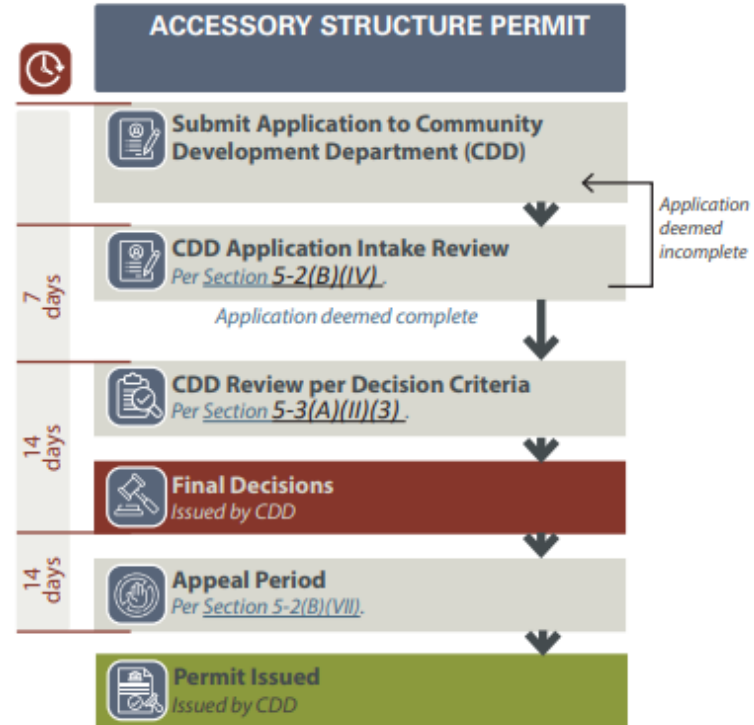 ACCESSORY STRUCTURE PERMIT
Submit Application to Community
Development Department (CDD)
Application
deemed
incomplete
CDD Application Intake Review
Per Section 5-2(B)(IV) .
7
days
Application deemed complete
CDD Review per Decision Criteria
Per Section 5-3(A)(II)(3) .
14
days
Final Decisions
Issued by CDD
14
days
Appeal Period
Per Section 5-2(B)(VII).
Permit Issued
Issued by CDD